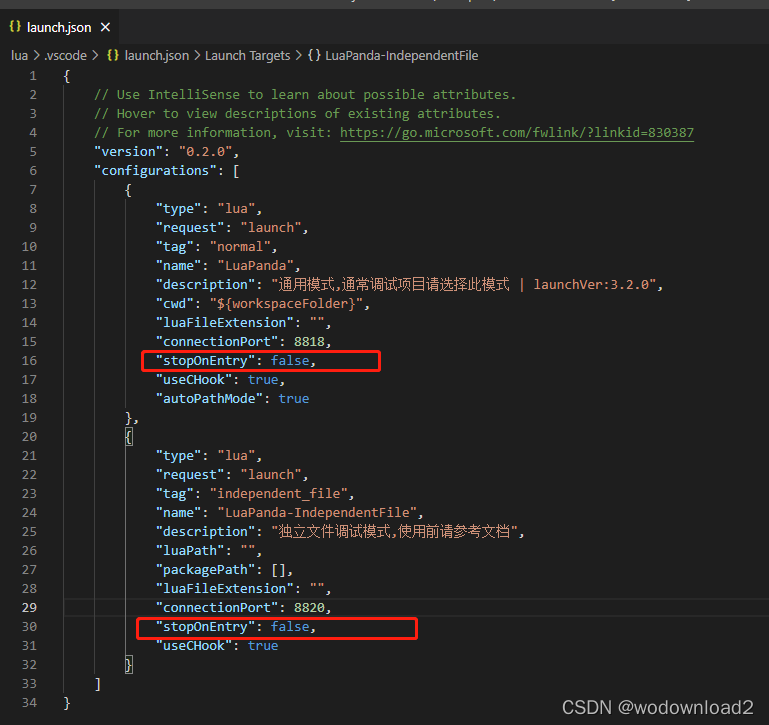 {} launch.json ×
lua > .vscode > {} launch.json > Launch Targets > {} LuaPanda-IndependentFile
1 {
2 // Use IntelliSense to learn about possible attributes.
3 // Hover to view descriptions of existing attributes.
4 // For more information, visit: https://go.microsoft.com/fwlink/?linkid=830387
5 "version": "0.2.0",
6 "configurations": [
7 {
8 "type": "lua",
9 "request": "launch",
10 "tag": "normal",
11 "name": "LuaPanda",
12 "description": "通用模式,通常调试项目请选择此模式 | launchVer:3.2.0",
13 "cwd": "${workspaceFolder}",
14 "luaFileExtension": "",
15 "connectionPort": 8818,
16 "stopOnEntry": false,
17 "useCHook": true,
18 "autoPathMode": true
19 },
20 {
21 "type": "lua",
22 "request": "launch",
23 "tag": "independent_file",
24 "name": "LuaPanda-IndependentFile",
25 "description": "独立文件调试模式,使用前请参考文档",
26 "luaPath": "",
27 "packagePath": [],
28 "luaFileExtension": "",
29 "connectionPort": 8820,
30 "stopOnEntry": false,
31 "useCHook": true
32 }
33 ]
34 }
CSDN @wodownload2